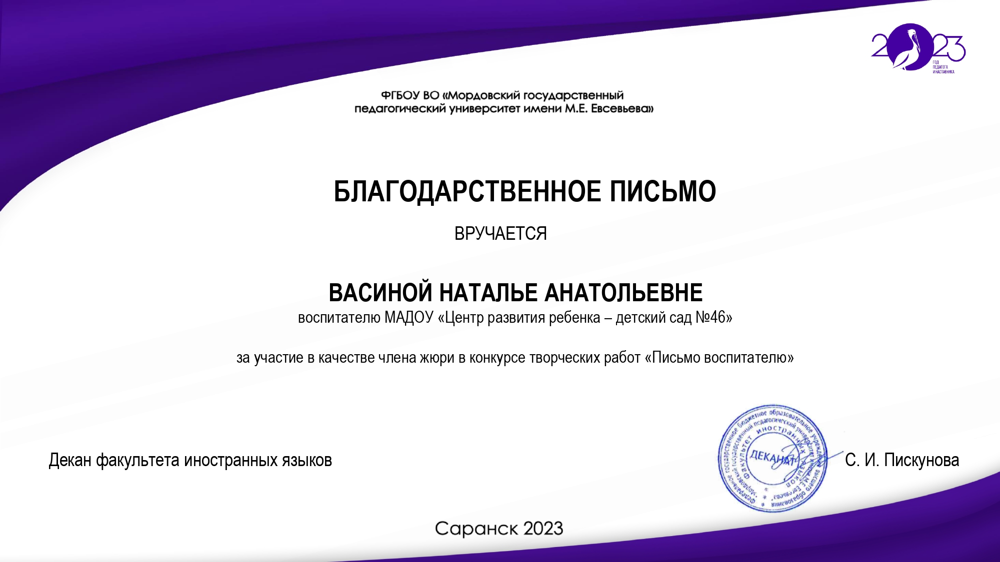 2023
ГОД
ПЕДАГОГА
И НАСТАВНИКА
ФГБОУ ВО «Мордовский государственный
педагогический университет имени М.Е. Евсевьева»
БЛАГОДАРСТВЕННОЕ ПИСЬМО
ВРУЧАЕТСЯ
ВАСИНОЙ НАТАЛЬЕ АНАТОЛЬЕВНЕ
воспитателю МАДОУ «Центр развития ребенка – детский сад №46»
за участие в качестве члена жюри в конкурсе творческих работ «Письмо воспитателю»
Декан факультета иностранных языков
Федеральное государственное бюджетное образовательное учреждение высшего образования
"Мордовский государственный педагогический университет имени М.Е. Евсевьева"
Факультет иностранных языков
ДЕКАНАТ
С. И. Пискунова
Саранск 2023